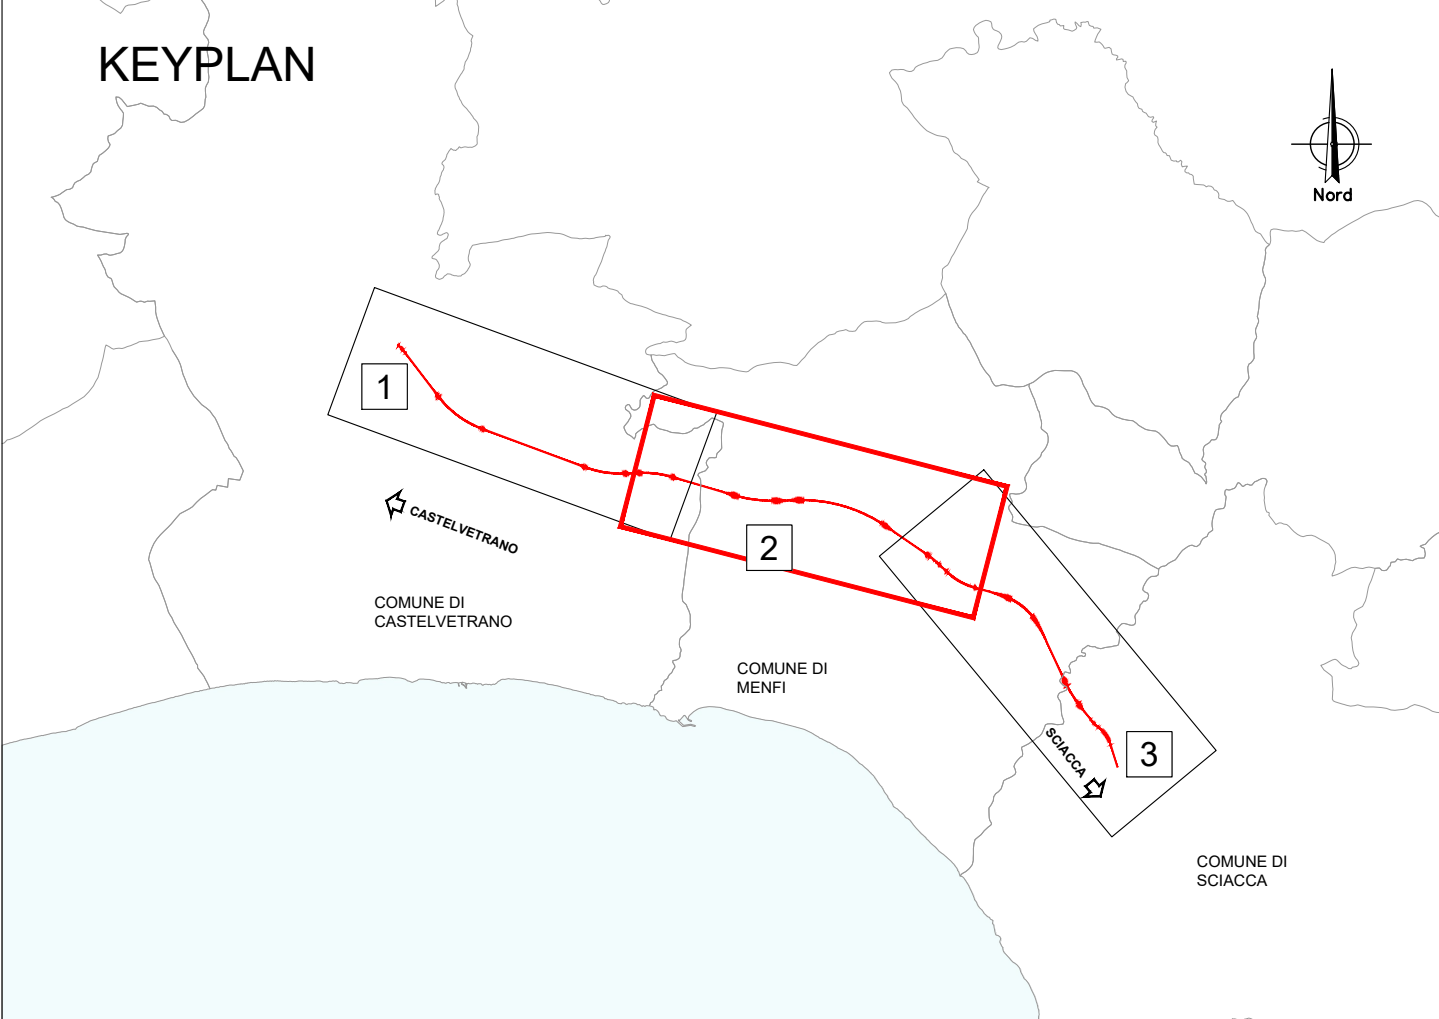 KEYPLAN
Nord
1
CASTELVETRANO
2
COMUNE DI
CASTELVETRANO
COMUNE DI
MENFI
SCIACCA
3
COMUNE DI
SCIACCA